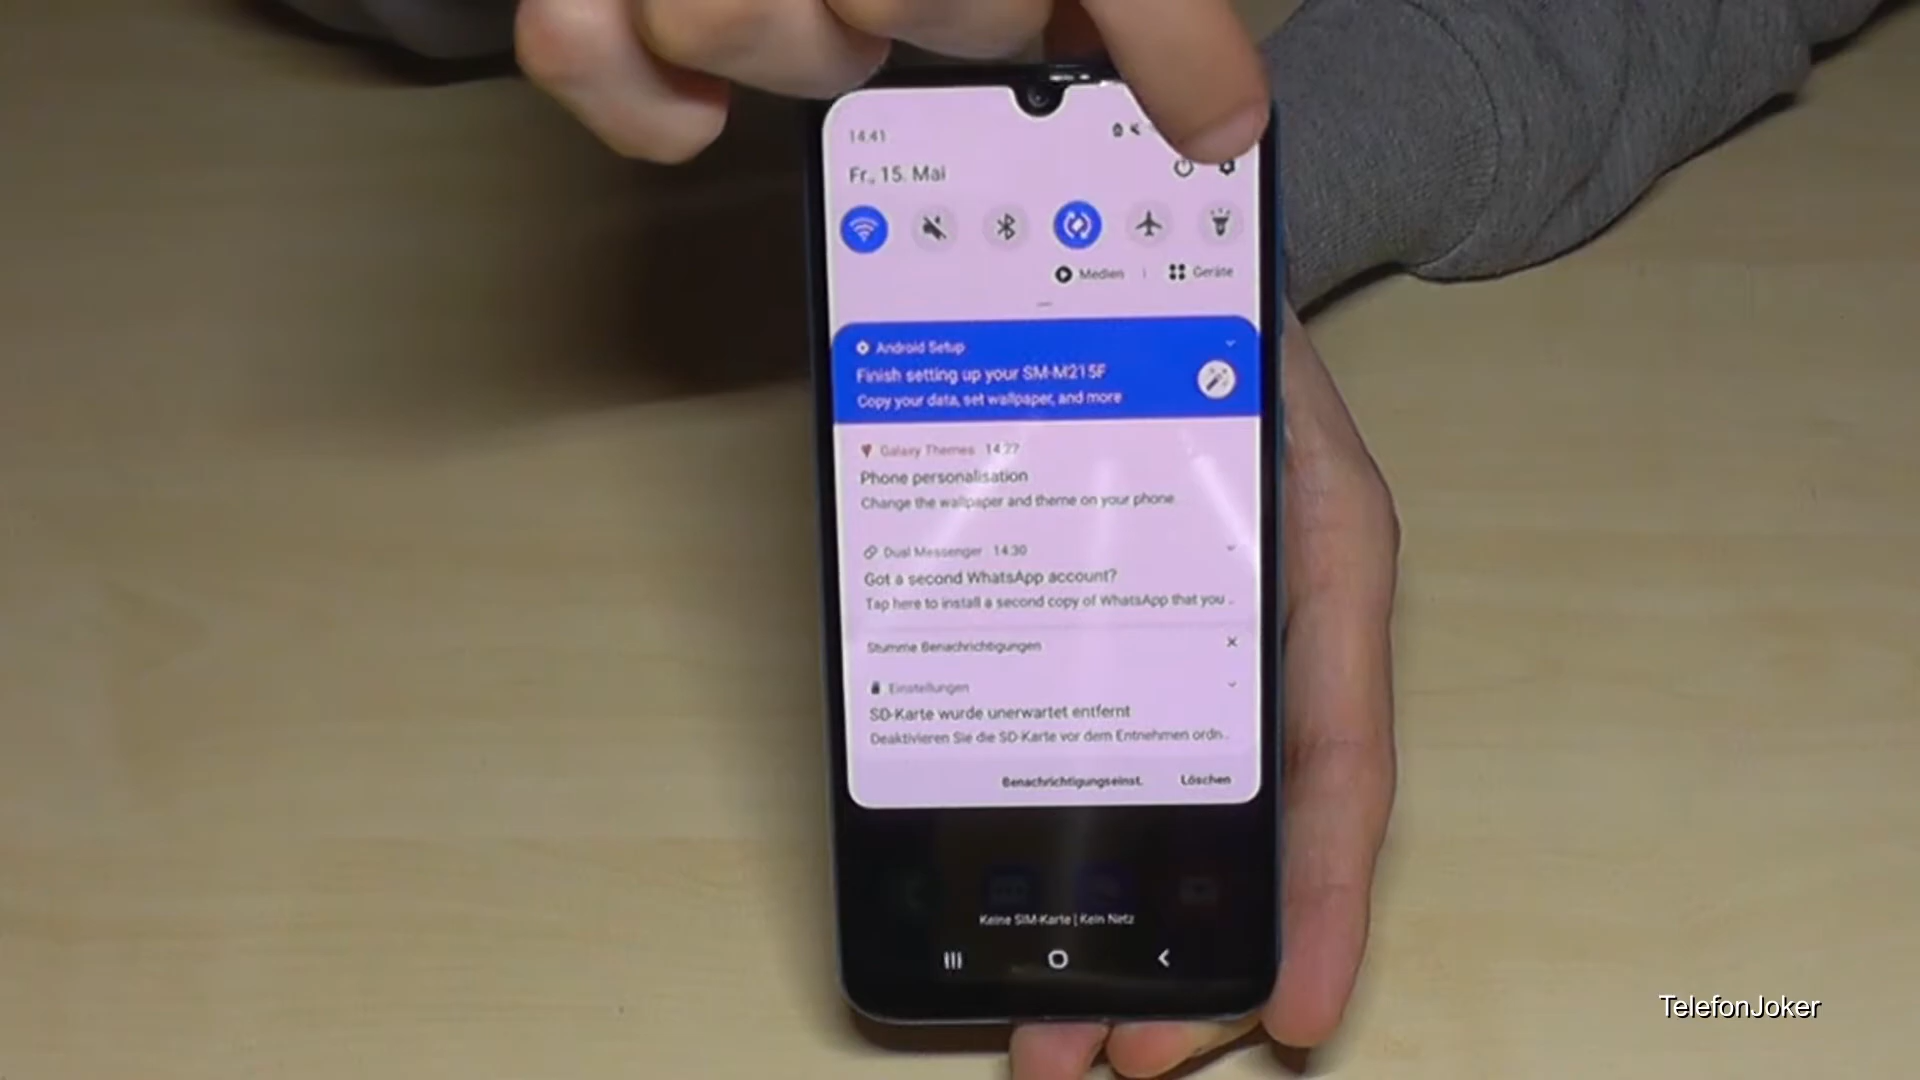 14:41
Fr., 15. Mai
Medien | Geräte
Android Setup
Finish setting up your SM-M215F
Copy your data, set wallpaper, and more
Galaxy Themes 14:27
Phone personalisation
Change the wallpaper and theme on your phone.
Dual Messenger 14:30
Got a second WhatsApp account?
Tap here to install a second copy of WhatsApp that you ..
Stumme Benachrichtigungen
Einstellungen
SD-Karte wurde unerwartet entfernt
Deaktivieren Sie die SD-Karte vor dem Entnehmen ordn..
Benachrichtigungseinst. Löschen
Keine SIM-Karte | Kein Netz
TelefonJoker